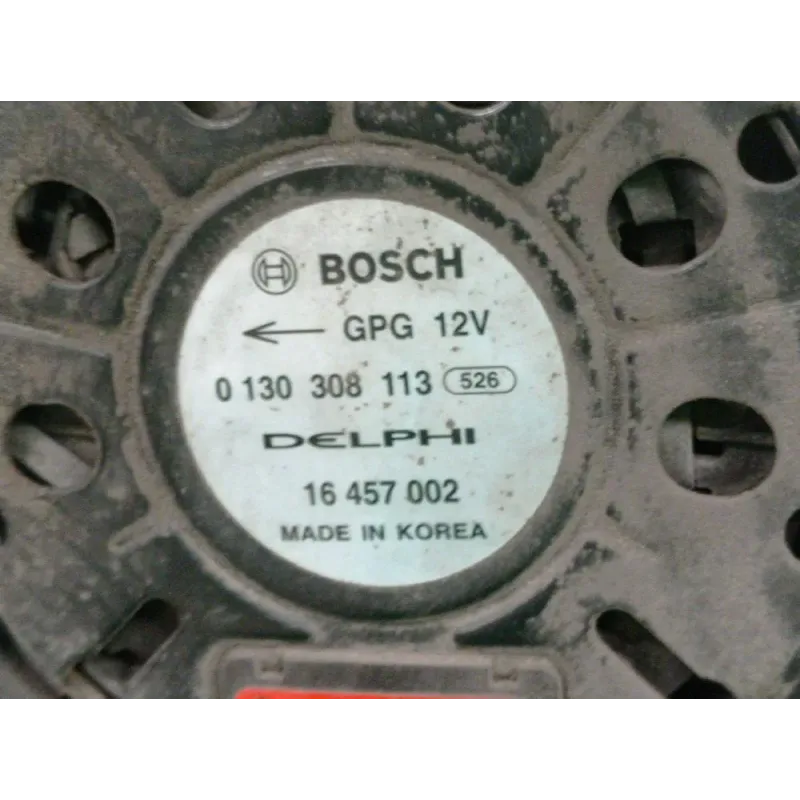 BOSCH
← GPG 12V
0 130 308 113 526
DELPHI
16 457 002
MADE IN KOREA